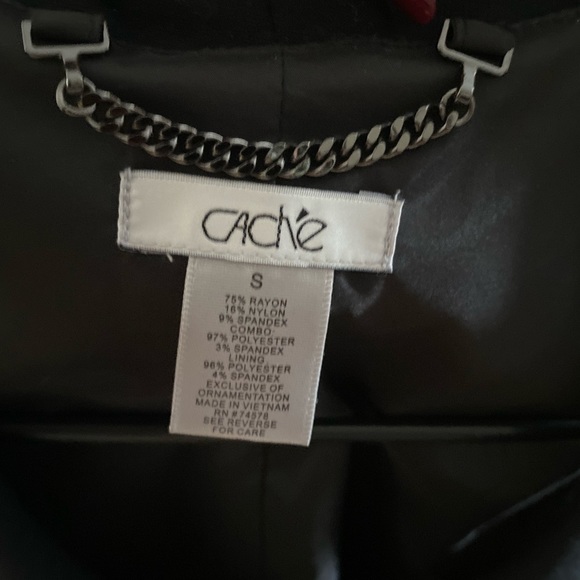 CAChé
S
75% RAYON
16% NYLON
9% SPANDEX
COMBO:
97% POLYESTER
3% SPANDEX
LINING
96% POLYESTER
4% SPANDEX
EXCLUSIVE OF
ORNAMENTATION
MADE IN VIETNAM
RN #74578
SEE REVERSE
FOR CARE